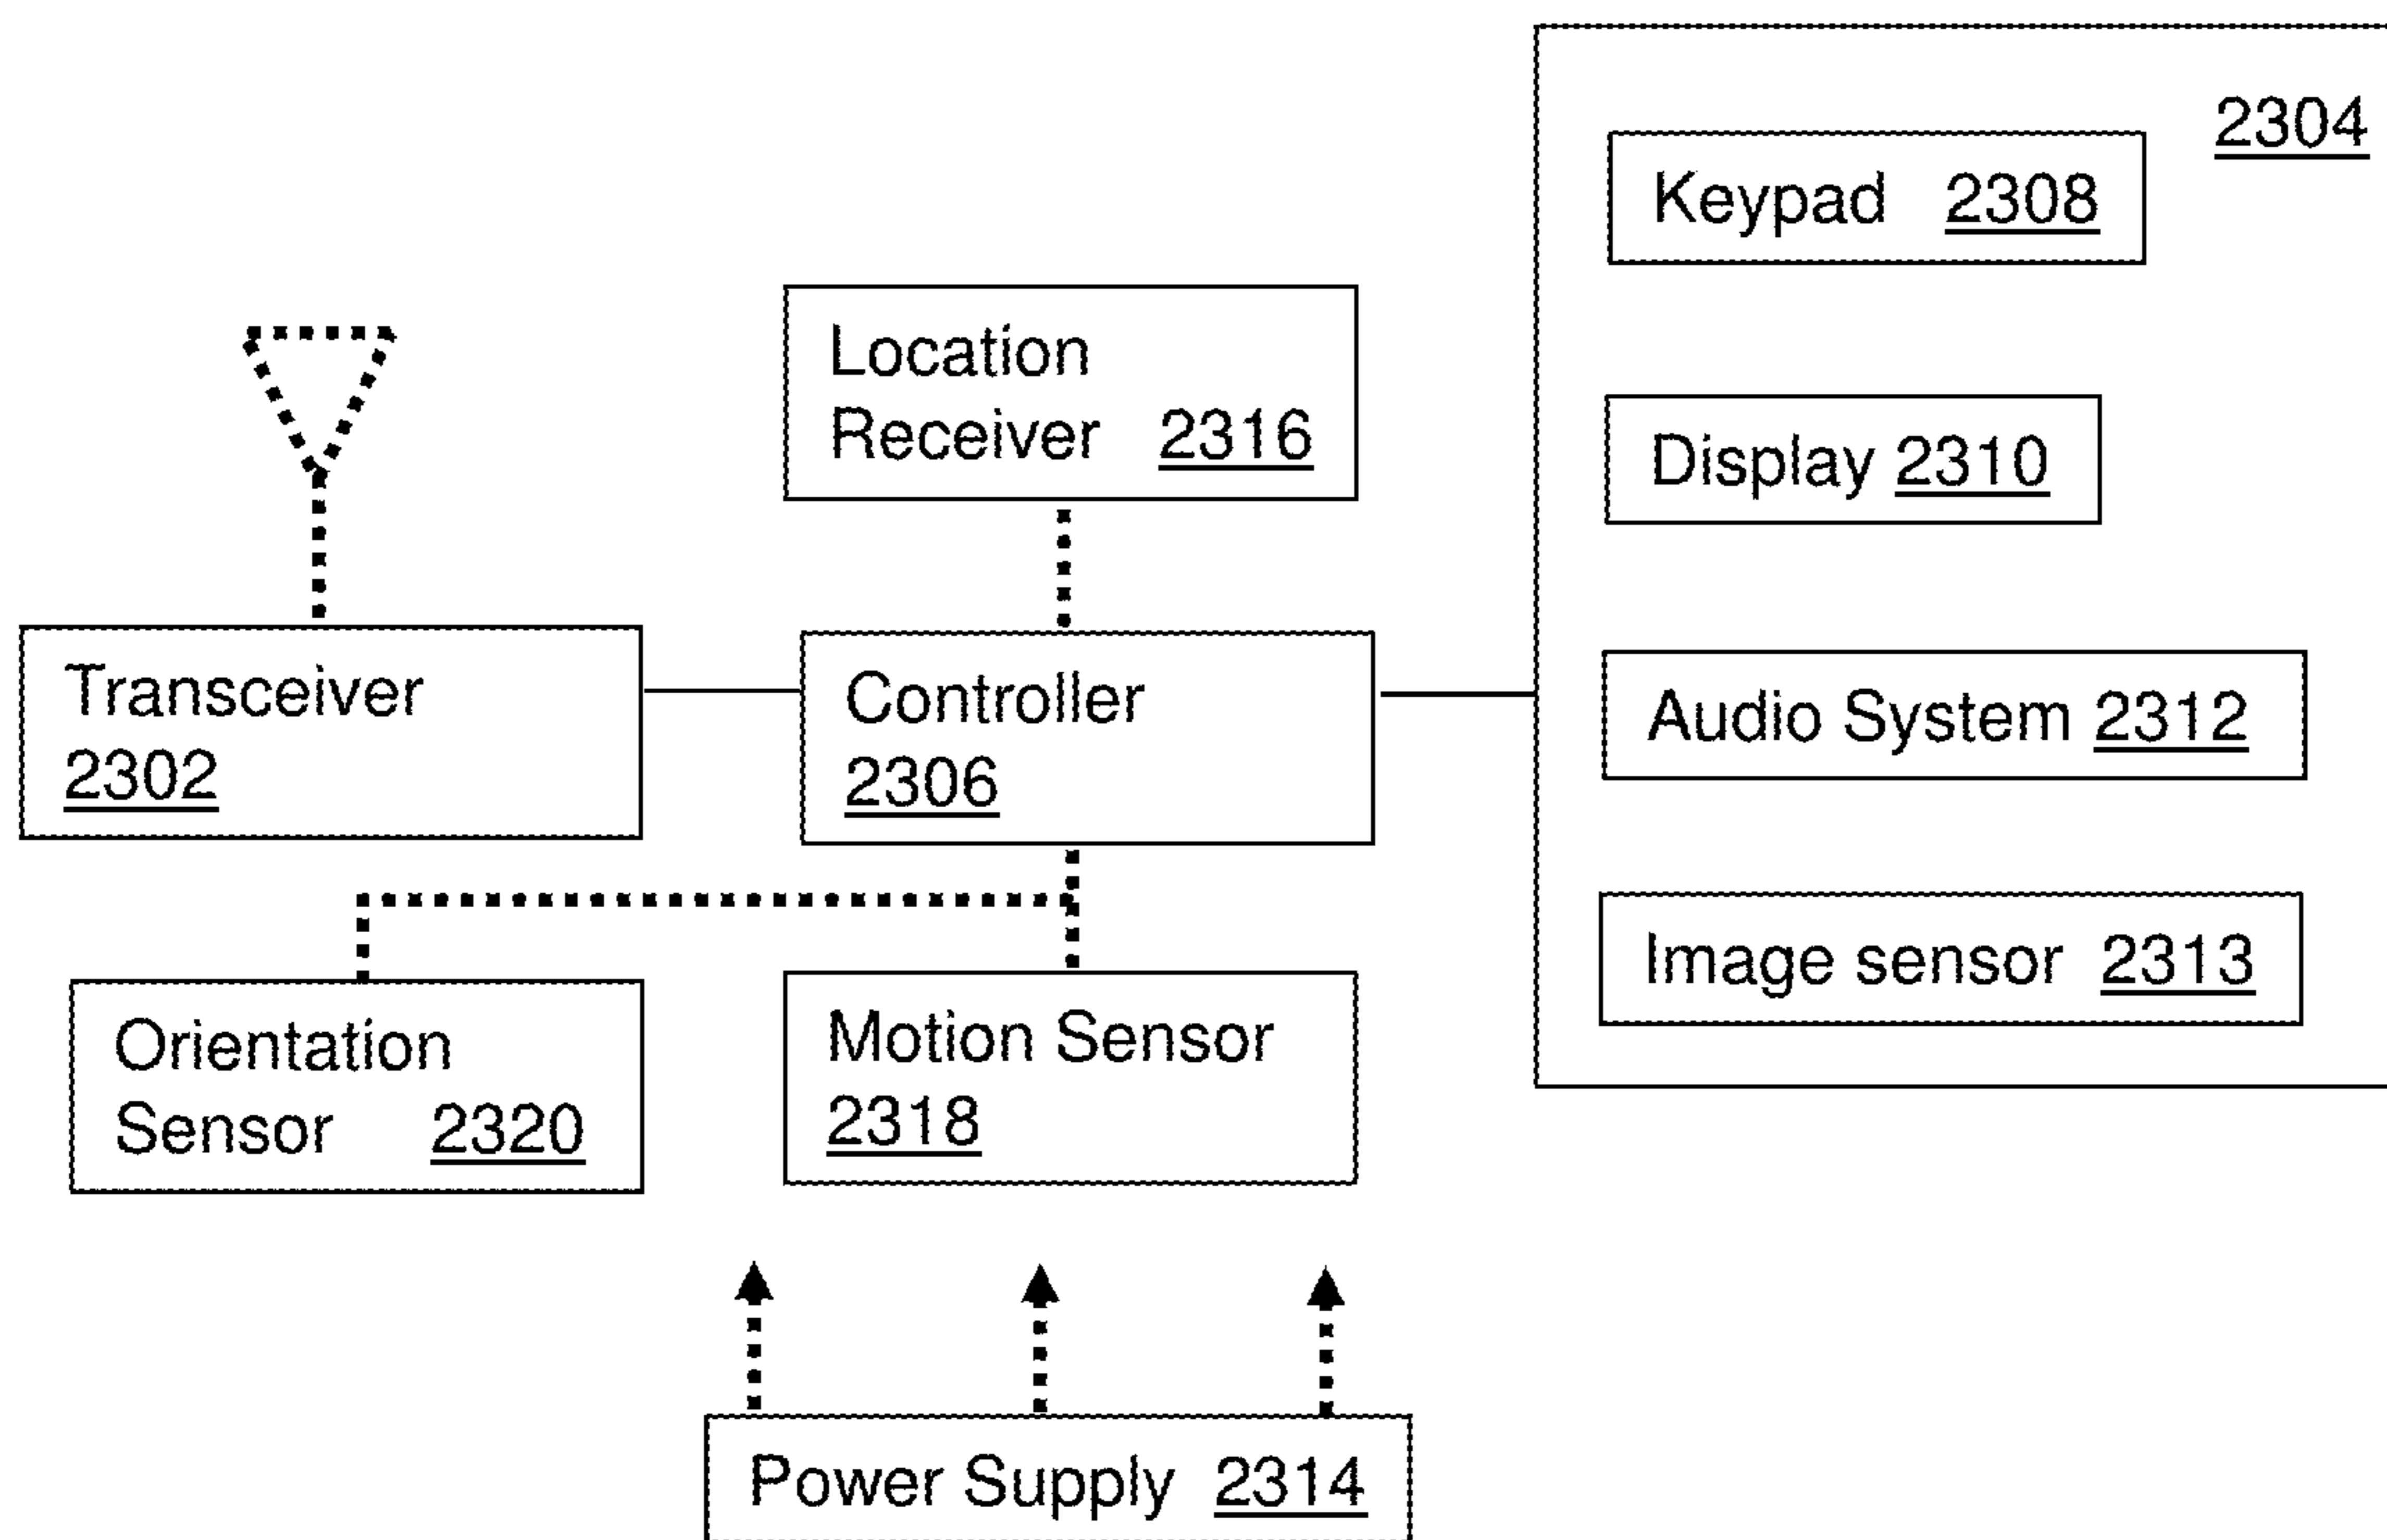 2304
Keypad 2308
Location
Receiver 2316
Display 2310
Transceiver
2302
Controller
2306
Audio System 2312
Image sensor 2313
Orientation
Sensor 2320
Motion Sensor
2318
Power Supply 2314